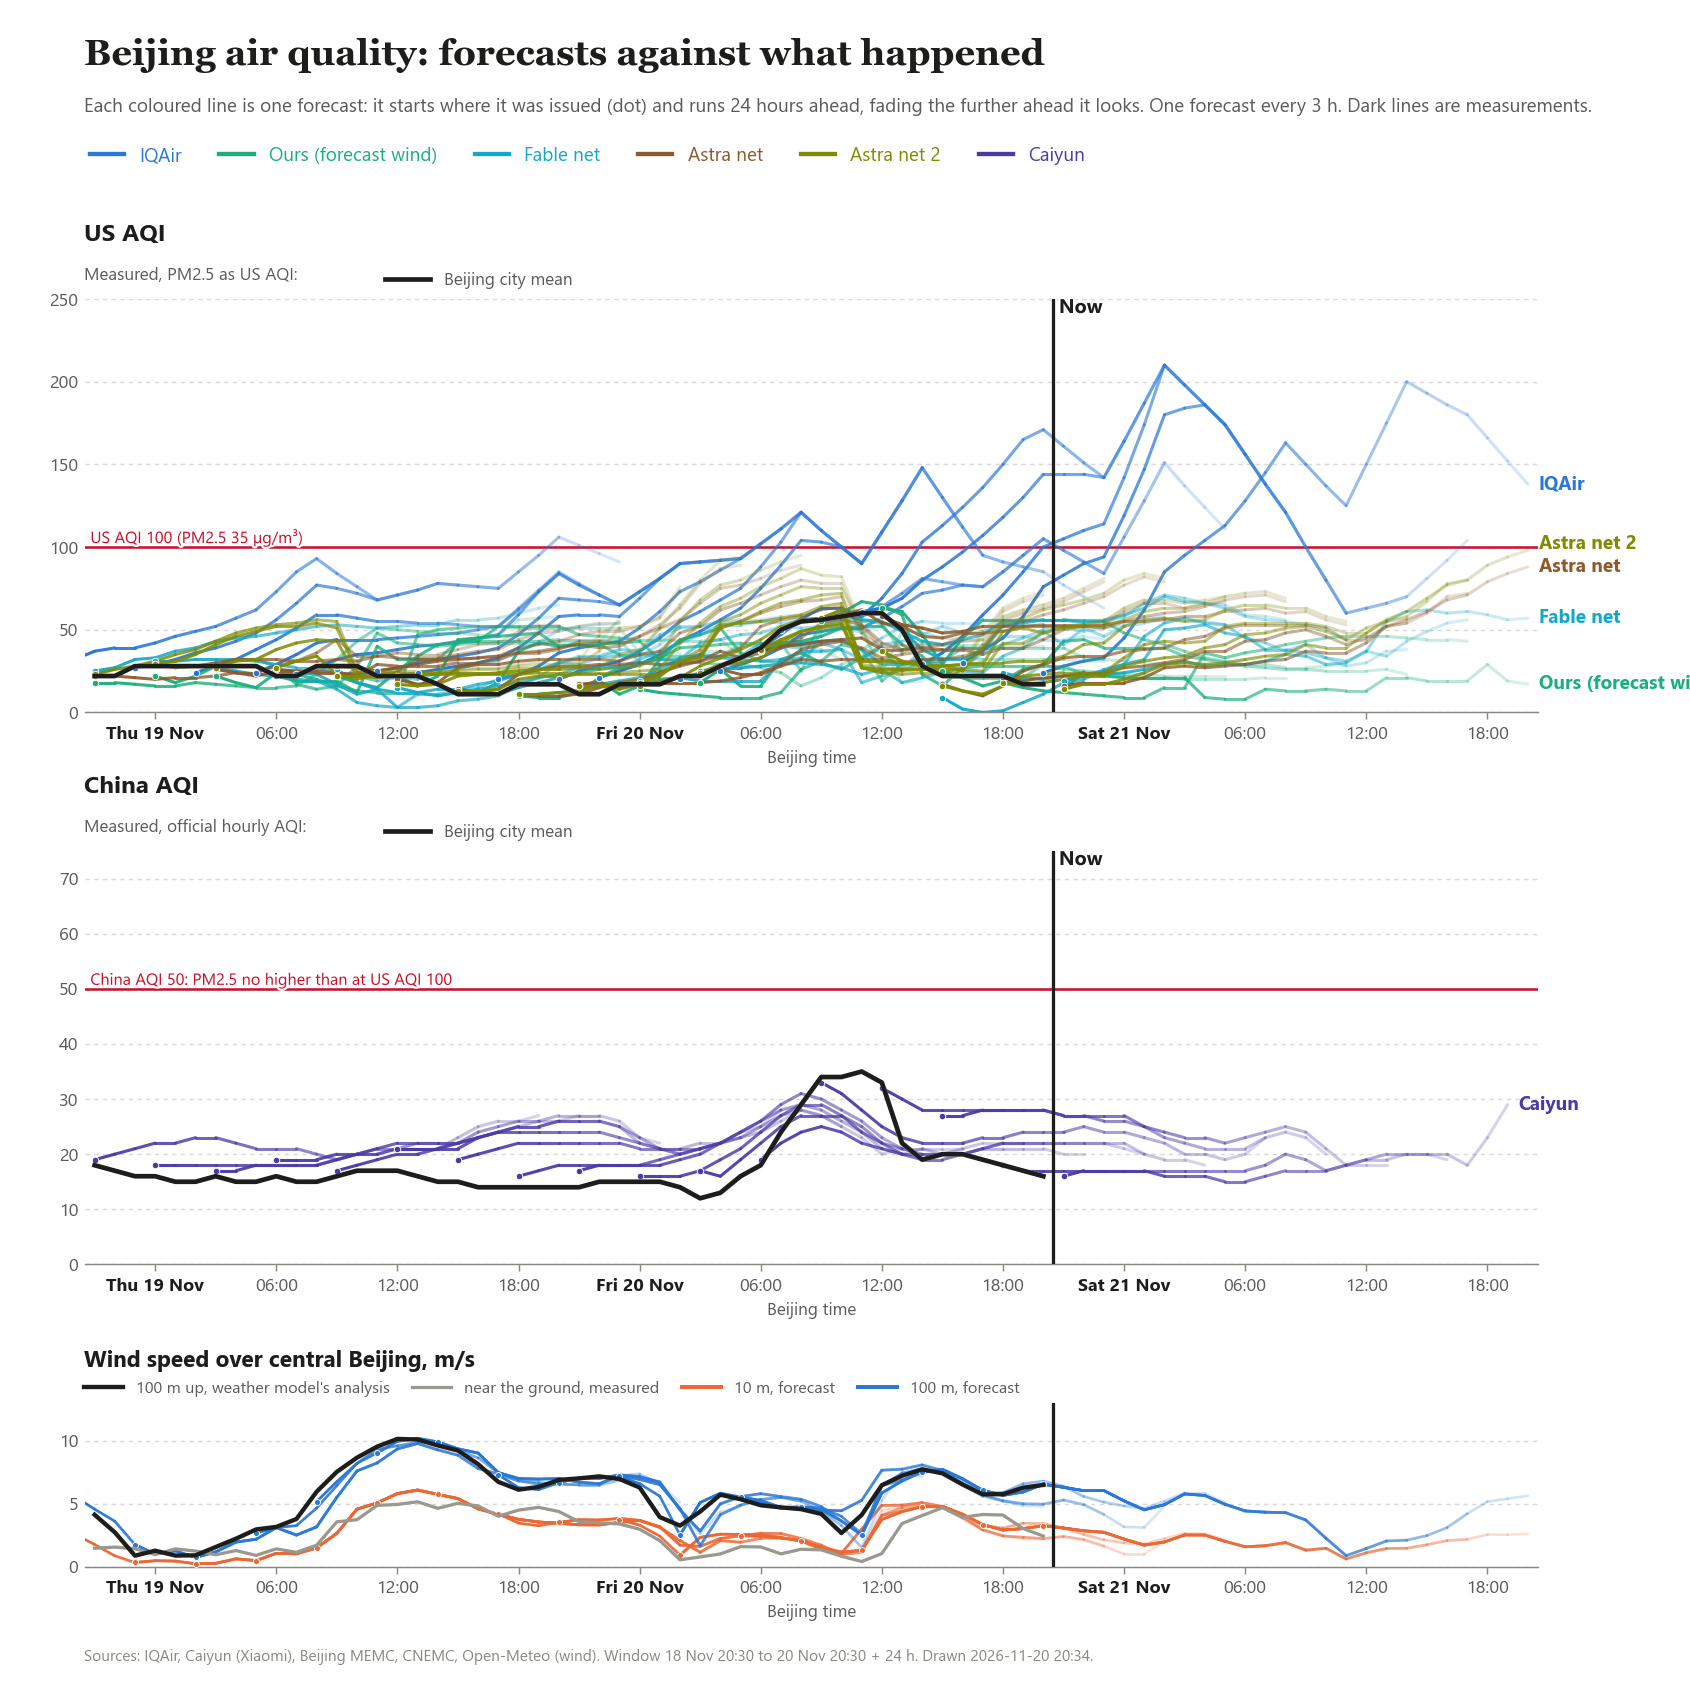 Beijing air quality: forecasts against what happened
Each coloured line is one forecast: it starts where it was issued (dot) and runs 24 hours ahead, fading the further ahead it looks. One forecast every 3 h. Dark lines are measurements.
IQAir Ours (forecast wind) Fable net Astra net Astra net 2 Caiyun
US AQI
Measured, PM2.5 as US AQI: Beijing city mean
250
Now
200
150
IQAir
US AQI 100 (PM2.5 35 µg/m³)
100
Astra net 2
Astra net
50
Fable net
Ours (forecast wi
0
Thu 19 Nov 06:00 12:00 18:00 Fri 20 Nov 06:00 12:00 18:00 Sat 21 Nov 06:00 12:00 18:00
Beijing time
China AQI
Measured, official hourly AQI: Beijing city mean
Now
70
60
China AQI 50: PM2.5 no higher than at US AQI 100
50
40
30
Caiyun
20
10
0
Thu 19 Nov 06:00 12:00 18:00 Fri 20 Nov 06:00 12:00 18:00 Sat 21 Nov 06:00 12:00 18:00
Beijing time
Wind speed over central Beijing, m/s
100 m up, weather model's analysis near the ground, measured 10 m, forecast 100 m, forecast
10
5
0
Thu 19 Nov 06:00 12:00 18:00 Fri 20 Nov 06:00 12:00 18:00 Sat 21 Nov 06:00 12:00 18:00
Beijing time
Sources: IQAir, Caiyun (Xiaomi), Beijing MEMC, CNEMC, Open-Meteo (wind). Window 18 Nov 20:30 to 20 Nov 20:30 + 24 h. Drawn 2026-11-20 20:34.